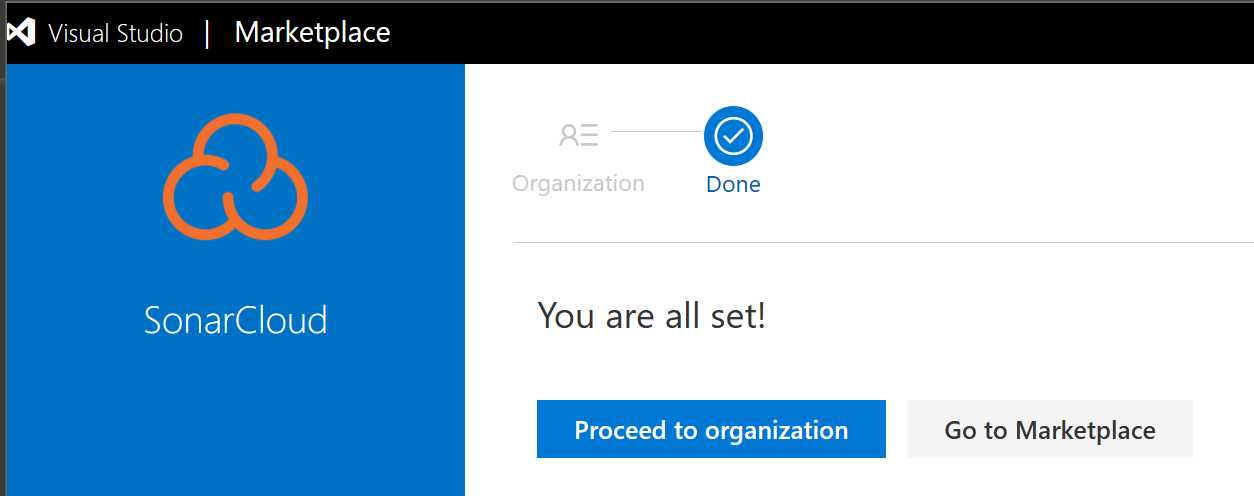 Visual Studio | Marketplace
SonarCloud
Organization
Done
You are all set!
Proceed to organization
Go to Marketplace